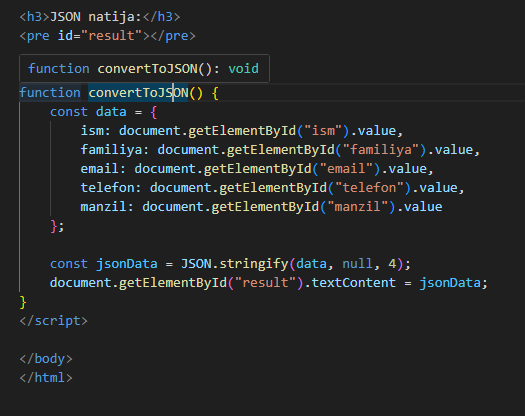 <h3>JSON natija:</h3>
<pre id="result"></pre>
function convertToJSON(): void
function convertToJSON() {
    const data = {
        ism: document.getElementById("ism").value,
        familiya: document.getElementById("familiya").value,
        email: document.getElementById("email").value,
        telefon: document.getElementById("telefon").value,
        manzil: document.getElementById("manzil").value
    };
    const jsonData = JSON.stringify(data, null, 4);
    document.getElementById("result").textContent = jsonData;
}
</script>
</body>
</html>